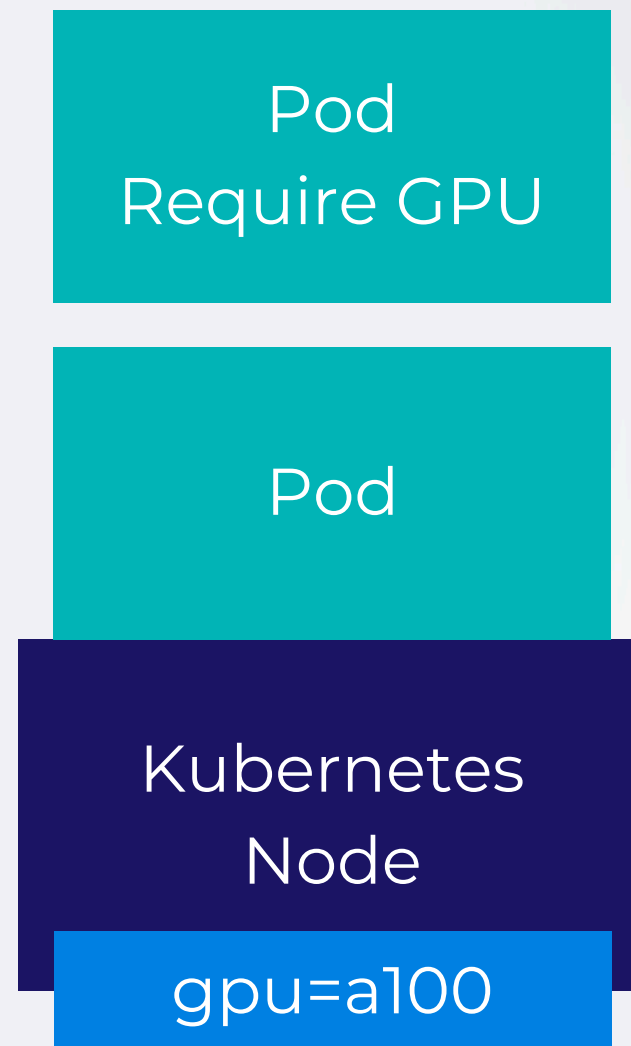 Pod
Require GPU
Pod
Kubernetes
Node
gpu=a100